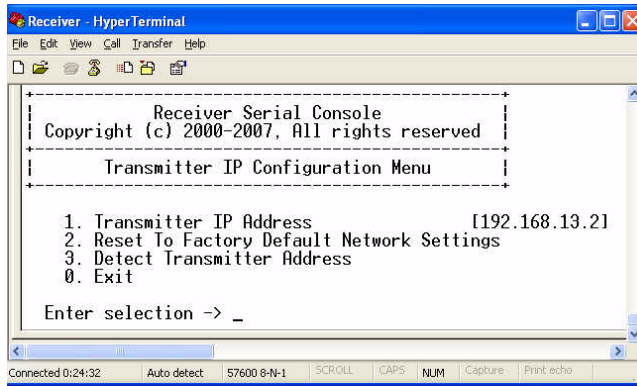 Receiver - HyperTerminal
File Edit View Call Transfer Help
Receiver Serial Console
Copyright (c) 2000-2007, All rights reserved
Transmitter IP Configuration Menu
1. Transmitter IP Address [192.168.13.2]
2. Reset To Factory Default Network Settings
3. Detect Transmitter Address
0. Exit
Enter selection -> _
Connected 0:24:32 Auto detect 57600 8-N-1 SCROLL CAPS NUM Capture Print echo